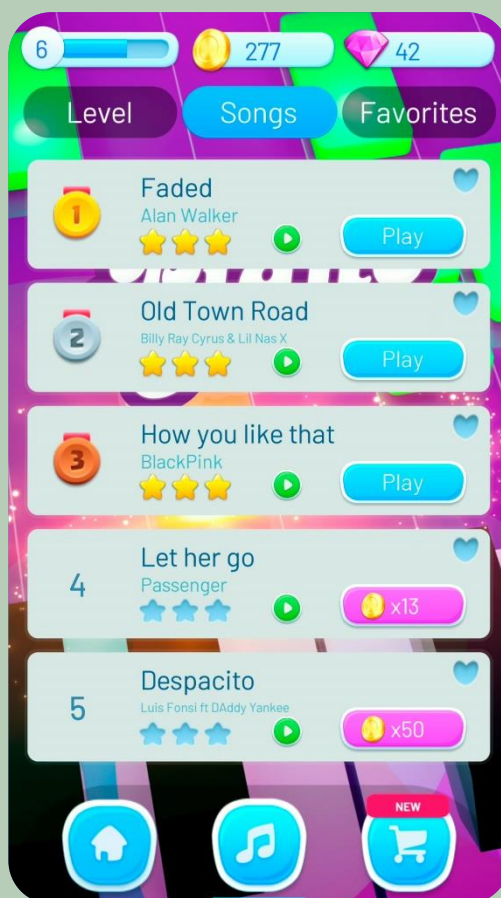 6
277
42
Level
Songs
Favorites
1
Faded
Alan Walker
Play
2
Old Town Road
Billy Ray Cyrus & Lil Nas X
Play
3
How you like that
BlackPink
Play
4
Let her go
Passenger
x13
5
Despacito
Luis Fonsi ft DAddy Yankee
x50
NEW